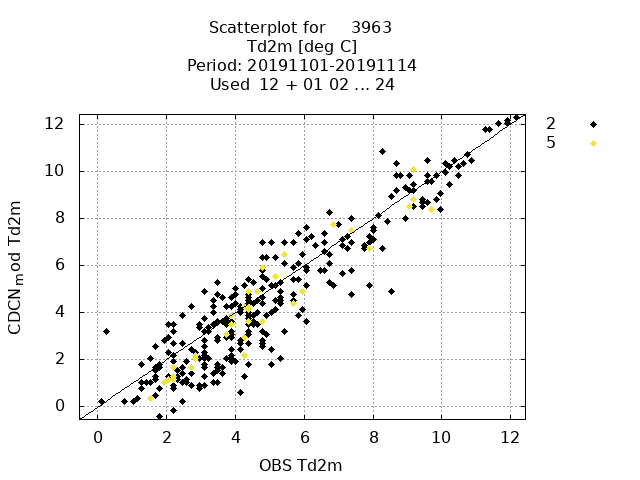 Scatterplot for 3963
Td2m [deg C]
Period: 20191101-20191114
Used 12 + 01 02 ... 24
2
5
12
10
8
6
4
2
0
CDCNmod Td2m
0 2 4 6 8 10 12
OBS Td2m